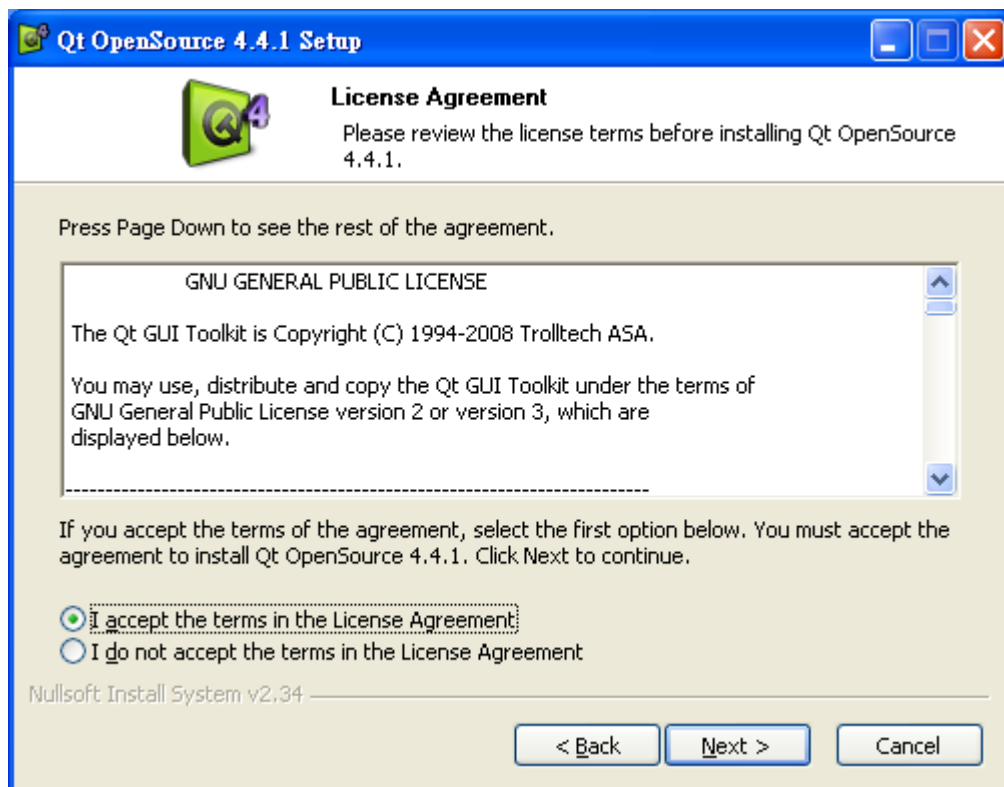 Qt OpenSource 4.4.1 Setup
4
License Agreement
Please review the license terms before installing Qt OpenSource
4.4.1.
Press Page Down to see the rest of the agreement.
GNU GENERAL PUBLIC LICENSE
The Qt GUI Toolkit is Copyright (C) 1994-2008 Trolltech ASA.
You may use, distribute and copy the Qt GUI Toolkit under the terms of
GNU General Public License version 2 or version 3, which are
displayed below.
-------------------------------------------------------------------------
If you accept the terms of the agreement, select the first option below. You must accept the
agreement to install Qt OpenSource 4.4.1. Click Next to continue.
I accept the terms in the License Agreement
I do not accept the terms in the License Agreement
Nullsoft Install System v2.34
< Back
Next >
Cancel